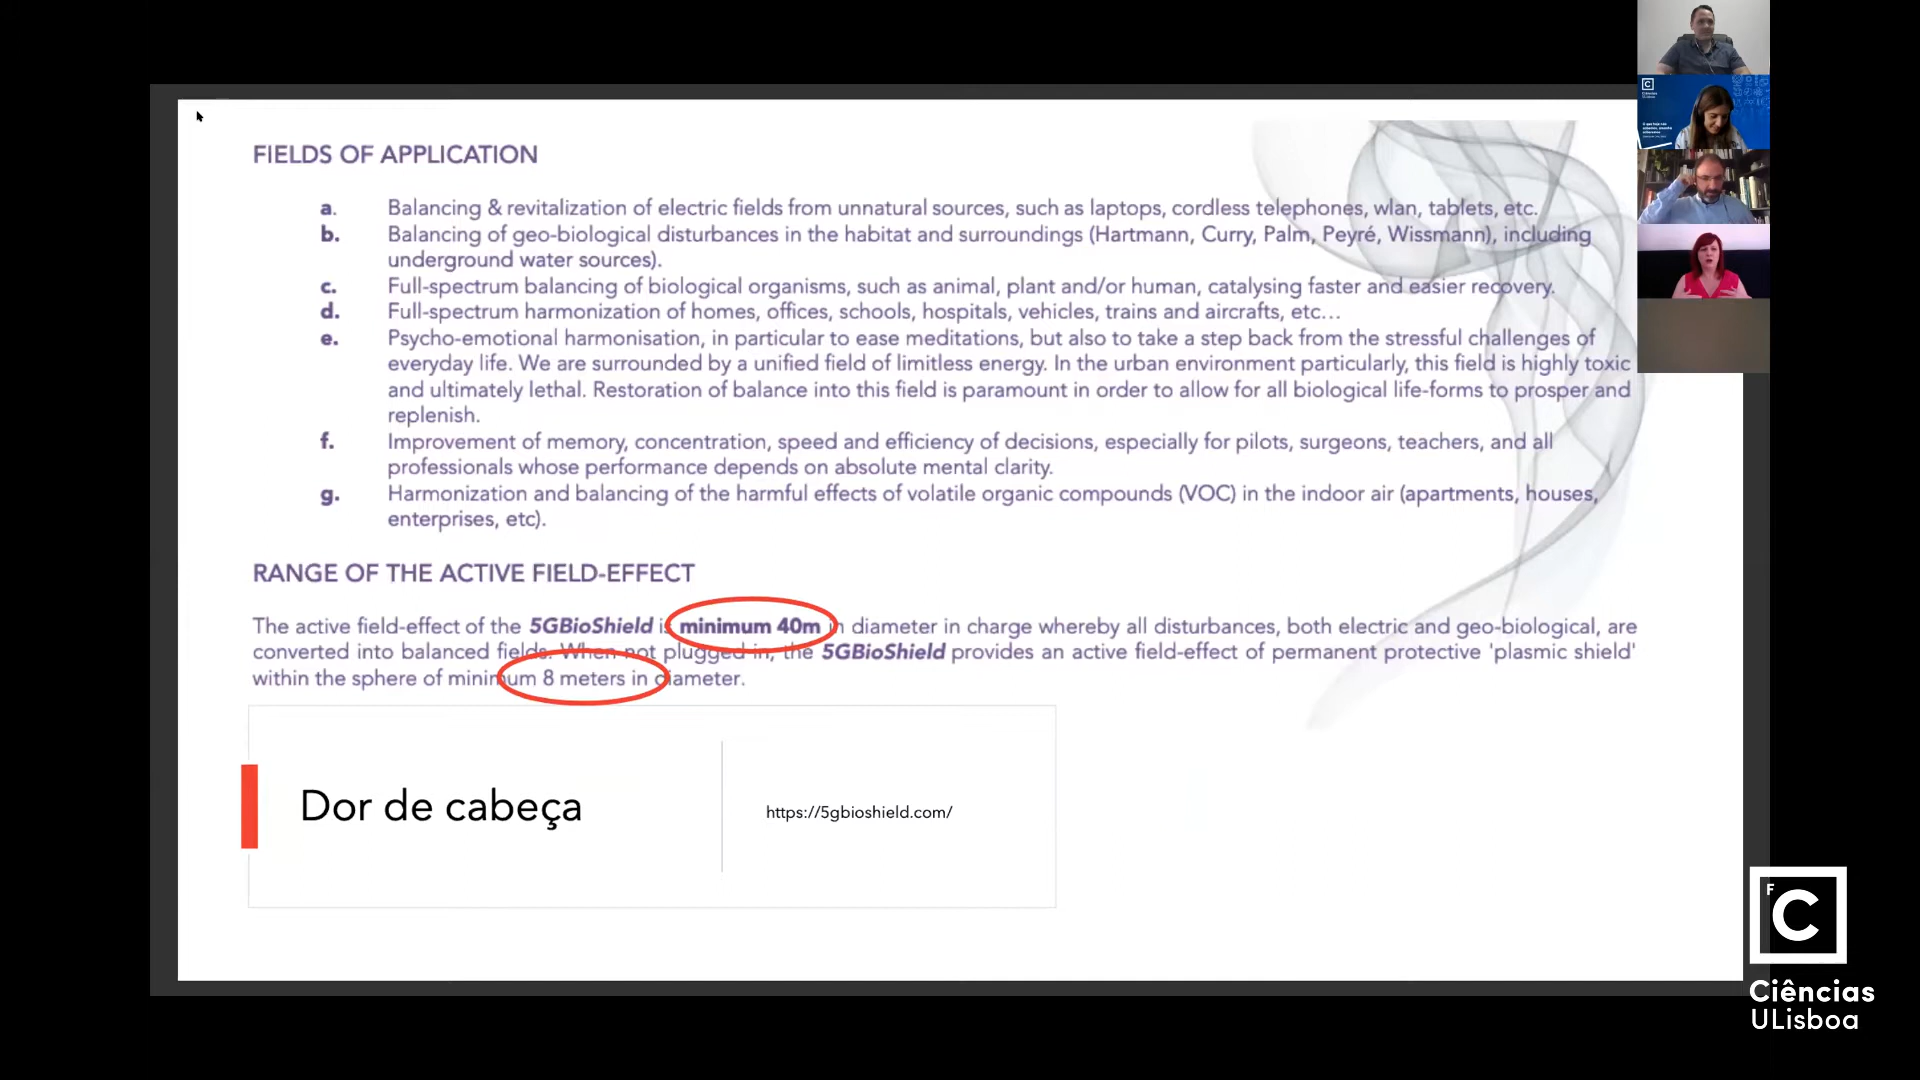 FIELDS OF APPLICATION
a. Balancing & revitalization of electric fields from unnatural sources, such as laptops, cordless telephones, wlan, tablets, etc.
b. Balancing of geo-biological disturbances in the habitat and surroundings (Hartmann, Curry, Palm, Peyré, Wissmann), including
underground water sources).
c. Full-spectrum balancing of biological organisms, such as animal, plant and/or human, catalysing faster and easier recovery.
d. Full-spectrum harmonization of homes, offices, schools, hospitals, vehicles, trains and aircrafts, etc...
e. Psycho-emotional harmonisation, in particular to ease meditations, but also to take a step back from the stressful challenges of
everyday life. We are surrounded by a unified field of limitless energy. In the urban environment particularly, this field is highly toxic
and ultimately lethal. Restoration of balance into this field is paramount in order to allow for all biological life-forms to prosper and
replenish.
f. Improvement of memory, concentration, speed and efficiency of decisions, especially for pilots, surgeons, teachers, and all
professionals whose performance depends on absolute mental clarity.
g. Harmonization and balancing of the harmful effects of volatile organic compounds (VOC) in the indoor air (apartments, houses,
enterprises, etc).
RANGE OF THE ACTIVE FIELD-EFFECT
The active field-effect of the 5GBioShield is minimum 40m in diameter in charge whereby all disturbances, both electric and geo-biological, are
converted into balanced fields. When not plugged in, the 5GBioShield provides an active field-effect of permanent protective 'plasmic shield'
within the sphere of minimum 8 meters in diameter.
Dor de cabeça
https://5gbioshield.com/
F
C
Ciências
ULisboa